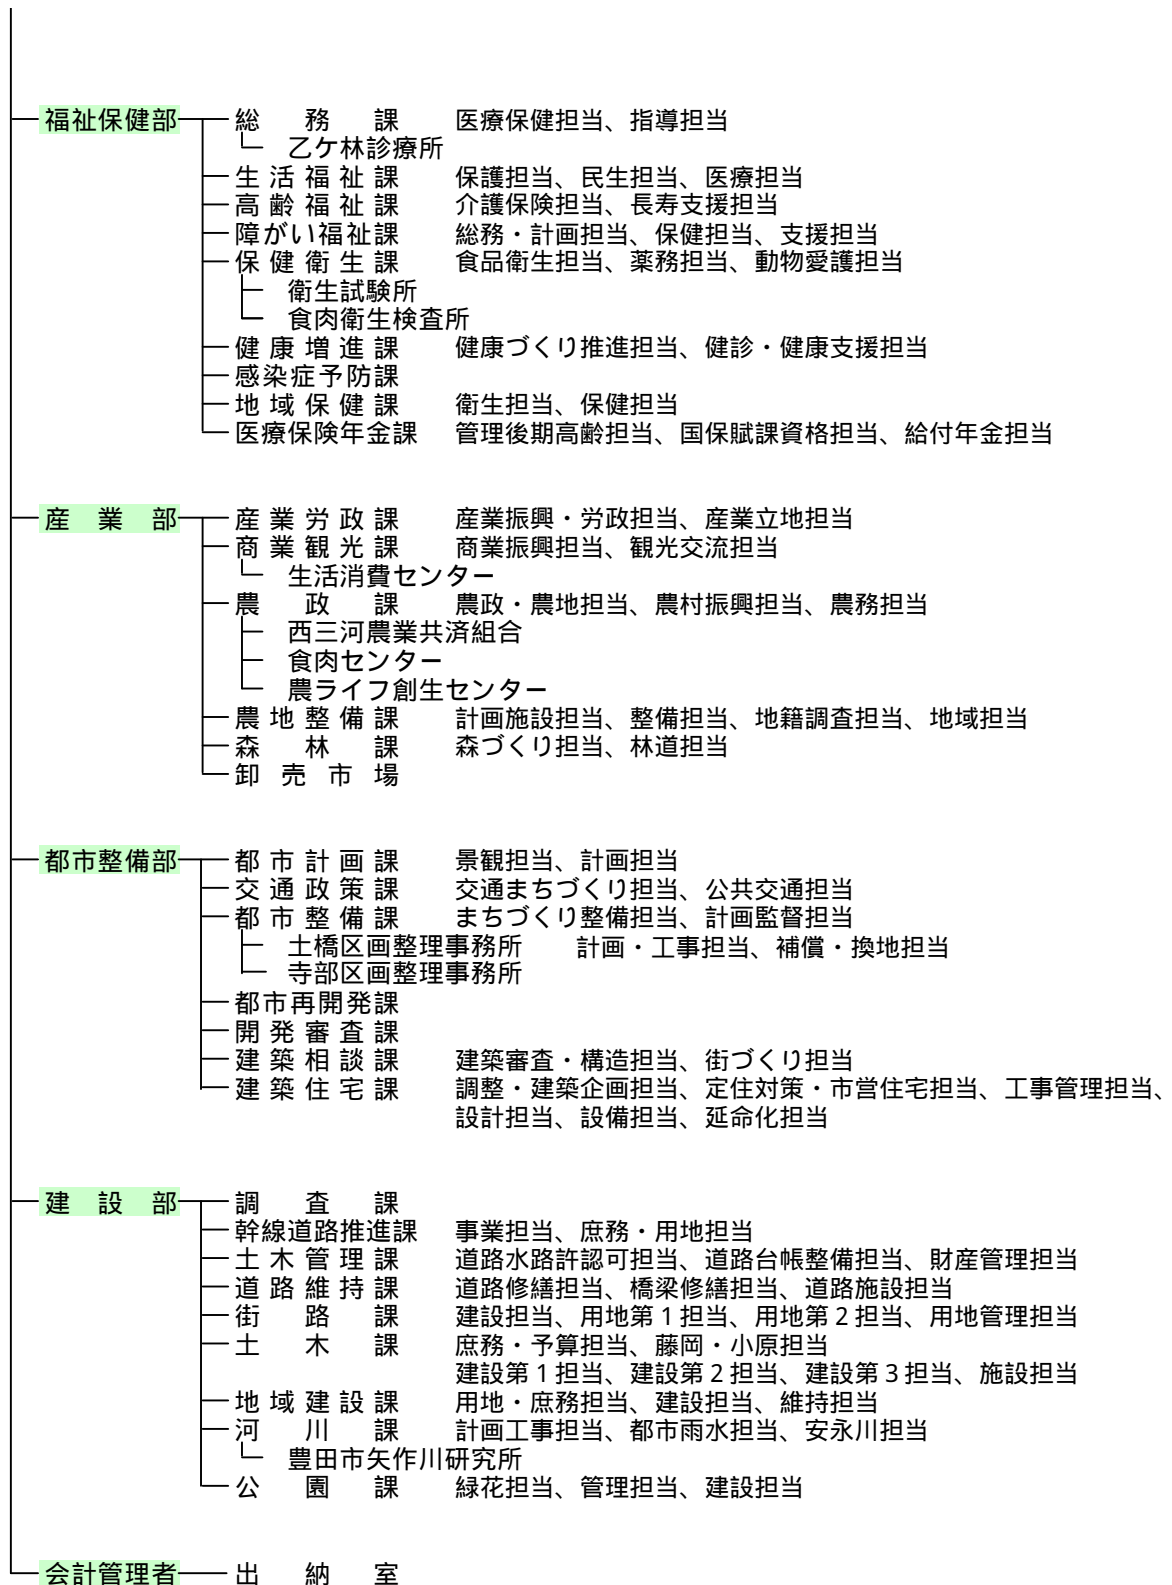 福祉保健部 総務課 医療保健担当、指導担当
乙ケ林診療所
生活福祉課 保護担当、民生担当、医療担当
高齢福祉課 介護保険担当、長寿支援担当
障がい福祉課 総務・計画担当、保健担当、支援担当
保健衛生課 食品衛生担当、薬務担当、動物愛護担当
衛生試験所
食肉衛生検査所
健康増進課 健康づくり推進担当、健診・健康支援担当
感染症予防課
地域保健課 衛生担当、保健担当
医療保険年金課 管理後期高齢担当、国保賦課資格担当、給付年金担当
産業部 産業労政課 産業振興・労政担当、産業立地担当
商業観光課 商業振興担当、観光交流担当
生活消費センター
農政課 農政・農地担当、農村振興担当、農務担当
西三河農業共済組合
食肉センター
農ライフ創生センター
農地整備課 計画施設担当、整備担当、地籍調査担当、地域担当
森林課 森づくり担当、林道担当
卸売市場
都市整備部 都市計画課 景観担当、計画担当
交通政策課 交通まちづくり担当、公共交通担当
都市整備課 まちづくり整備担当、計画監督担当
土橋区画整理事務所 計画・工事担当、補償・換地担当
寺部区画整理事務所
都市再開発課
開発審査課
建築相談課 建築審査・構造担当、街づくり担当
建築住宅課 調整・建築企画担当、定住対策・市営住宅担当、工事管理担当、
設計担当、設備担当、延命化担当
建設部 調査課
幹線道路推進課 事業担当、庶務・用地担当
土木管理課 道路水路許認可担当、道路台帳整備担当、財産管理担当
道路維持課 道路修繕担当、橋梁修繕担当、道路施設担当
街路課 建設担当、用地第1担当、用地第2担当、用地管理担当
土木課 庶務・予算担当、藤岡・小原担当
建設第1担当、建設第2担当、建設第3担当、施設担当
地域建設課 用地・庶務担当、建設担当、維持担当
河川課 計画工事担当、都市雨水担当、安永川担当
豊田市矢作川研究所
公園課 緑花担当、管理担当、建設担当
会計管理者 出納室